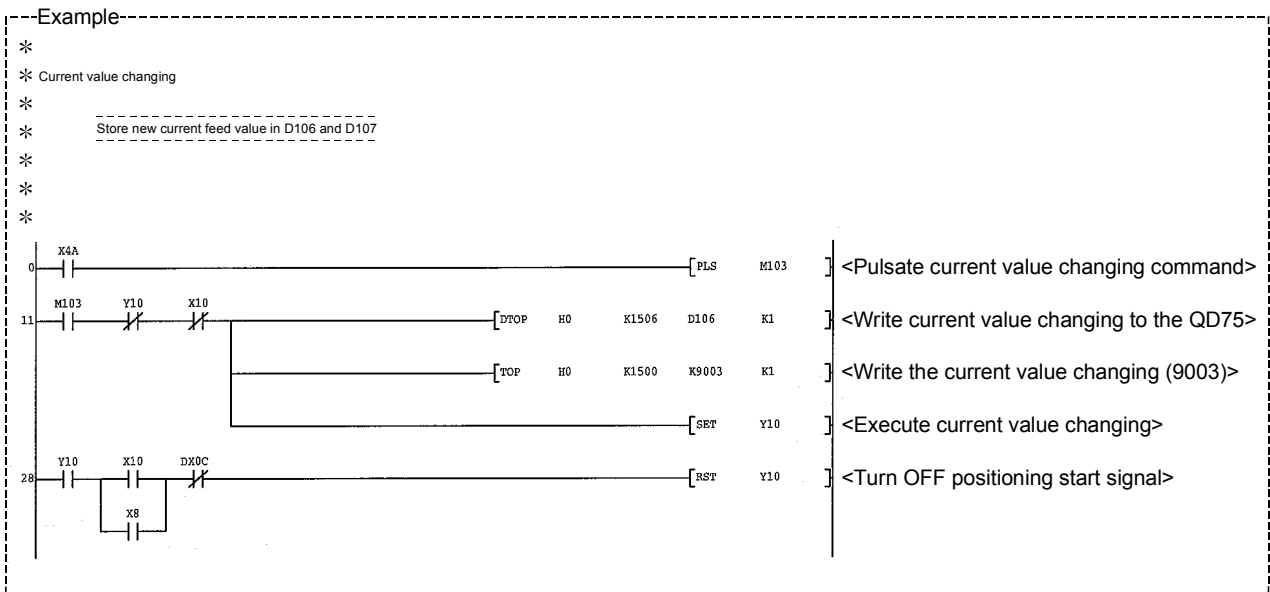 Example
*
* Current value changing
*
* Store new current feed value in D106 and D107
*
*
*
X4A
0 PLS M103 <Pulsate current value changing command>
M103 Y10 X10
11 DTOP H0 K1506 D106 K1 <Write current value changing to the QD75>
TOP H0 K1500 K9003 K1 <Write the current value changing (9003)>
SET Y10 <Execute current value changing>
Y10 X10 DX0C
28 RST Y10 <Turn OFF positioning start signal>
X8